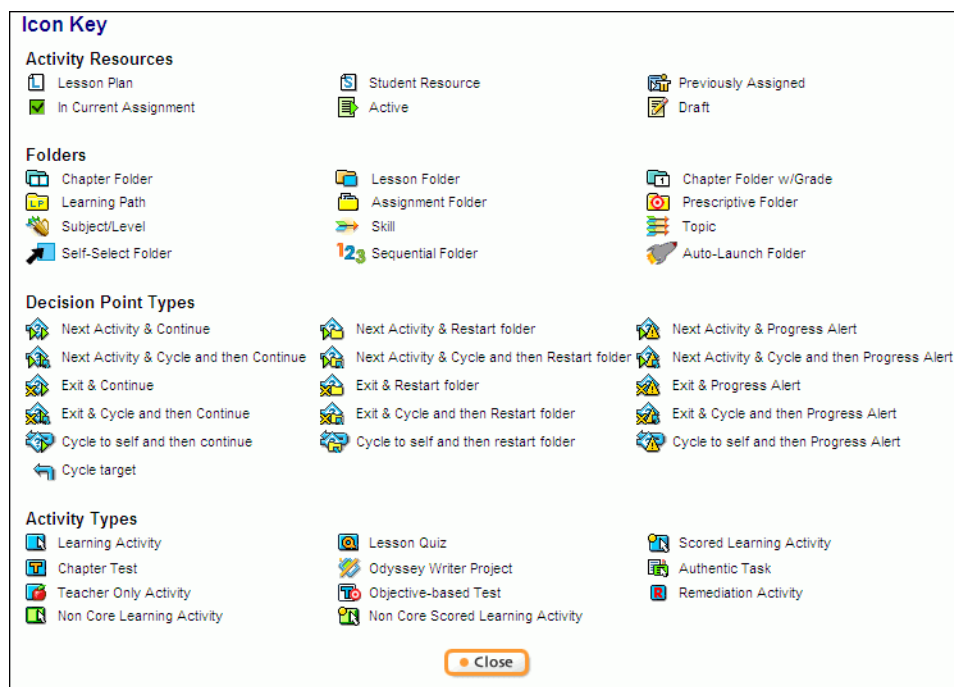 Icon Key
Activity Resources
Lesson Plan Student Resource Previously Assigned
In Current Assignment Active Draft
Folders
Chapter Folder Lesson Folder Chapter Folder w/Grade
Learning Path Assignment Folder Prescriptive Folder
Subject/Level Skill Topic
Self-Select Folder Sequential Folder Auto-Launch Folder
Decision Point Types
Next Activity & Continue Next Activity & Restart folder Next Activity & Progress Alert
Next Activity & Cycle and then Continue Next Activity & Cycle and then Restart folder Next Activity & Cycle and then Progress Alert
Exit & Continue Exit & Restart folder Exit & Progress Alert
Exit & Cycle and then Continue Exit & Cycle and then Restart folder Exit & Cycle and then Progress Alert
Cycle to self and then continue Cycle to self and then restart folder Cycle to self and then Progress Alert
Cycle target
Activity Types
Learning Activity Lesson Quiz Scored Learning Activity
Chapter Test Odyssey Writer Project Authentic Task
Teacher Only Activity Objective-based Test Remediation Activity
Non Core Learning Activity Non Core Scored Learning Activity
Close